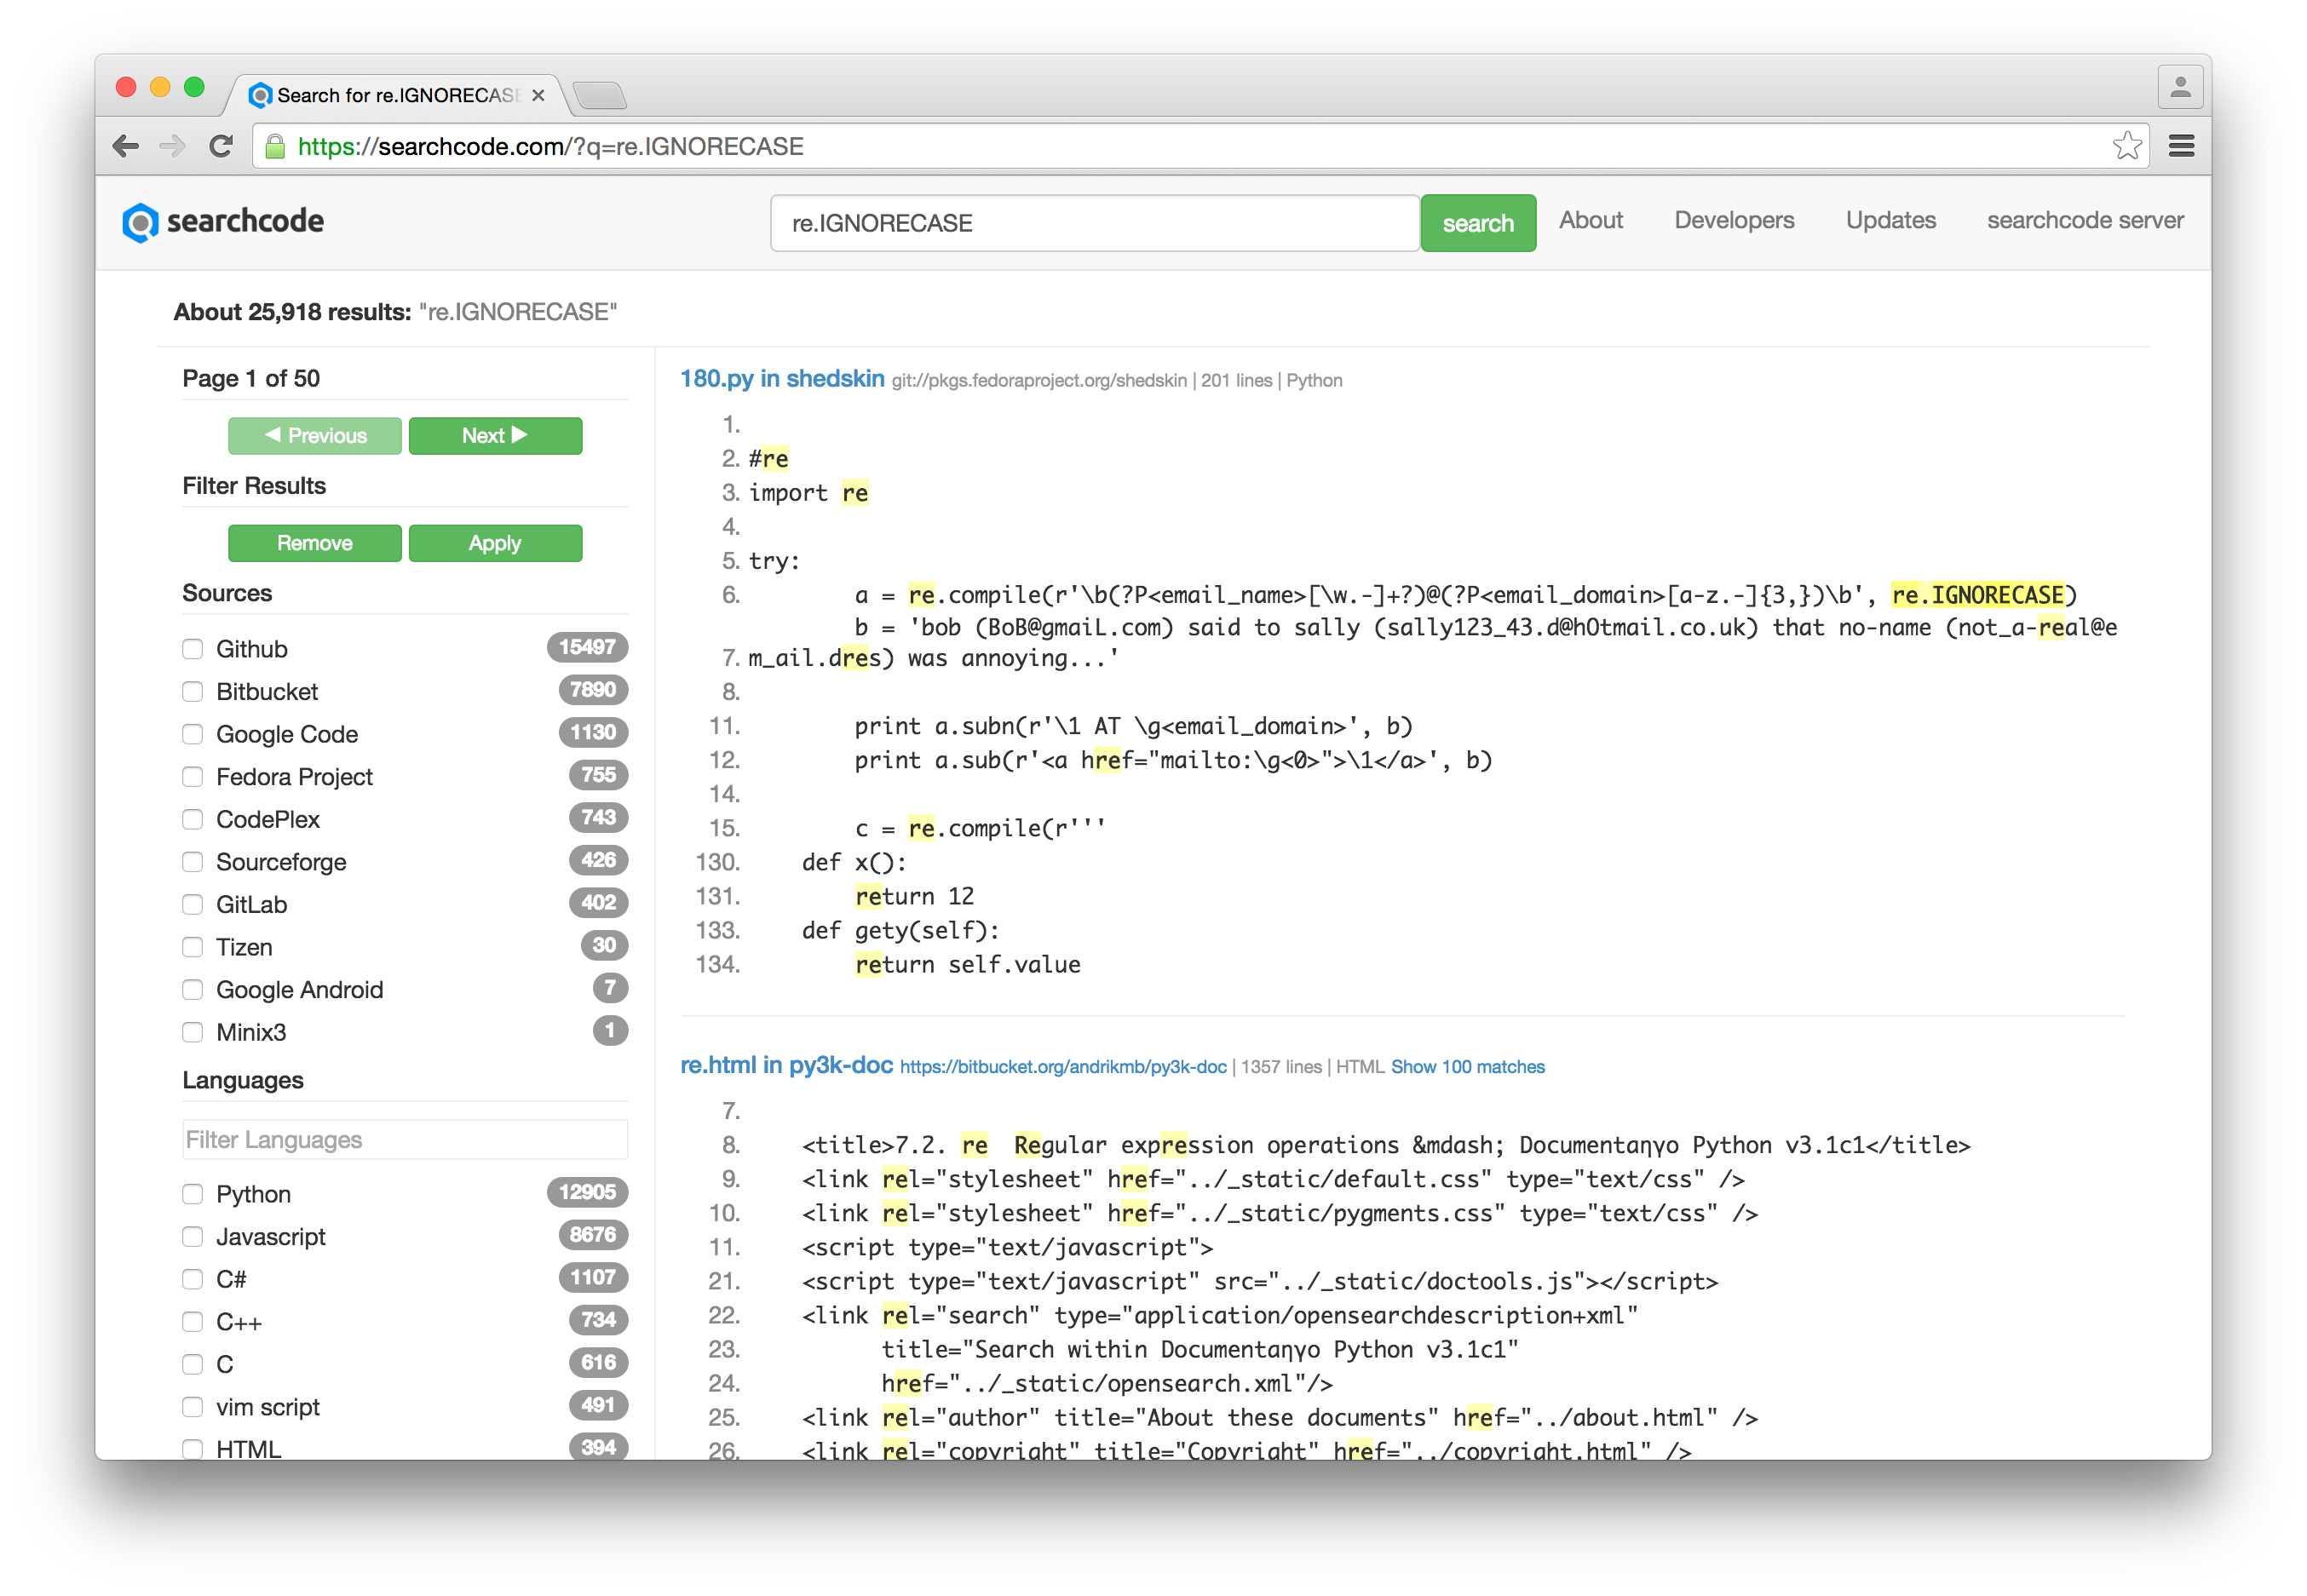 Search for re.IGNORECASE
https://searchcode.com/?q=re.IGNORECASE
searchcode
re.IGNORECASE
search
About
Developers
Updates
searchcode server
About 25,918 results: "re.IGNORECASE"
Page 1 of 50
◀ Previous
Next ▶
Filter Results
Remove
Apply
Sources
Github 15497
Bitbucket 7890
Google Code 1130
Fedora Project 755
CodePlex 743
Sourceforge 426
GitLab 402
Tizen 30
Google Android 7
Minix3 1
Languages
Filter Languages
Python 12905
Javascript 8676
C# 1107
C++ 734
C 616
vim script 491
HTML 394
180.py in shedskin git://pkgs.fedoraproject.org/shedskin | 201 lines | Python
1.
2. #re
3. import re
4.
5. try:
6.         a = re.compile(r'\b(?P<email_name>[\w.-]+?)@(?P<email_domain>[a-z.-]{3,})\b', re.IGNORECASE)
        b = 'bob (BoB@gmaiL.com) said to sally (sally123_43.d@hOtmail.co.uk) that no-name (not_a-real@e
7. m_ail.dres) was annoying...'
8.
11.         print a.subn(r'\1 AT \g<email_domain>', b)
12.         print a.sub(r'<a href="mailto:\g<0>">\1</a>', b)
14.
15.         c = re.compile(r'''
130.     def x():
131.         return 12
133.     def gety(self):
134.         return self.value
re.html in py3k-doc https://bitbucket.org/andrikmb/py3k-doc | 1357 lines | HTML Show 100 matches
7.
8.     <title>7.2. re  Regular expression operations &mdash; Documentaηγo Python v3.1c1</title>
9.     <link rel="stylesheet" href="../_static/default.css" type="text/css" />
10.     <link rel="stylesheet" href="../_static/pygments.css" type="text/css" />
11.     <script type="text/javascript">
21.     <script type="text/javascript" src="../_static/doctools.js"></script>
22.     <link rel="search" type="application/opensearchdescription+xml"
23.           title="Search within Documentaηγo Python v3.1c1"
24.           href="../_static/opensearch.xml"/>
25.     <link rel="author" title="About these documents" href="../about.html" />
26.     <link rel="copyright" title="Copyright" href="../copyright.html" />